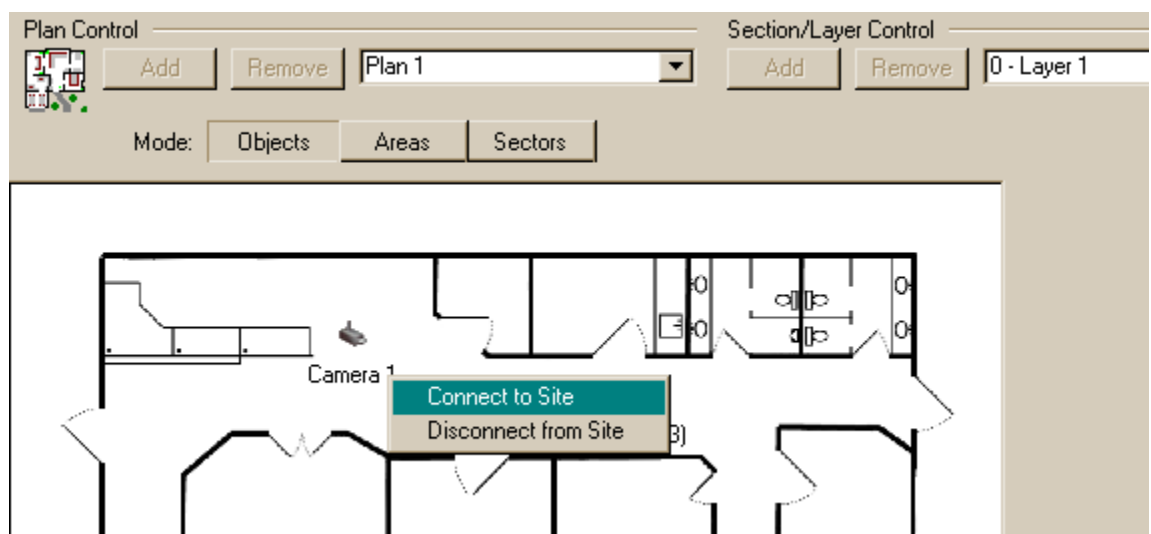 Plan Control
Section/Layer Control
Add
Remove
Plan 1
Add
Remove
0 - Layer 1
Mode:
Objects
Areas
Sectors
Camera 1
Connect to Site
Disconnect from Site
3)